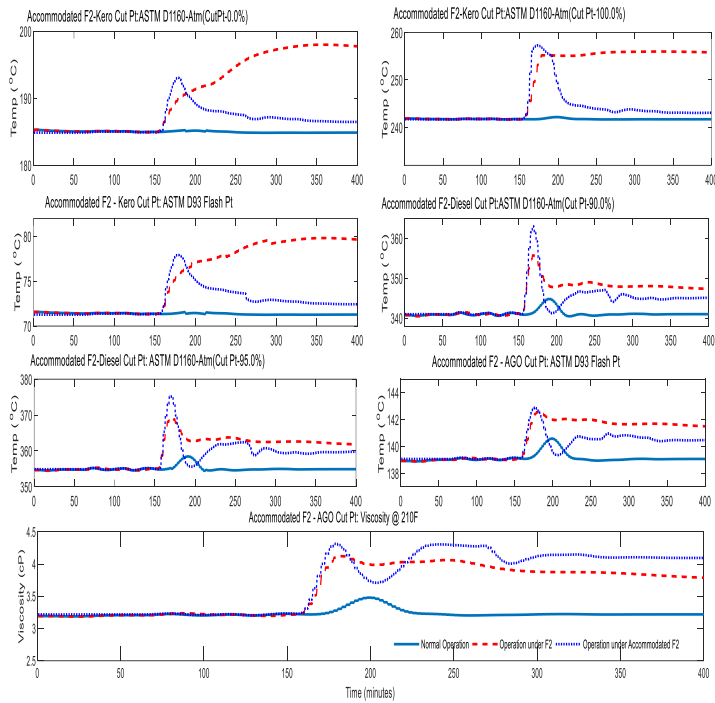 Accommodated F2-Kero Cut Pt:ASTM D1160-Atm(CutPt-0.0%)
200
190
180
Temp (°C)
0 50 100 150 200 250 300 350 400
Accommodated F2-Kero Cut Pt:ASTM D1160-Atm(Cut Pt-100.0%)
260
250
240
Temp (°C)
0 50 100 150 200 250 300 350 400
Accommodated F2 - Kero Cut Pt: ASTM D93 Flash Pt
80
75
70
Temp (°C)
0 50 100 150 200 250 300 350 400
Accommodated F2-Diesel Cut Pt:ASTM D1160-Atm(Cut Pt-90.0%)
360
350
340
Temp (°C)
0 50 100 150 200 250 300 350 400
Accommodated F2-Diesel Cut Pt: ASTM D1160-Atm(Cut Pt-95.0%)
380
370
360
350
Temp (°C)
0 50 100 150 200 250 300 350 400
Accommodated F2 - AGO Cut Pt: ASTM D93 Flash Pt
144
142
140
138
Temp (°C)
0 50 100 150 200 250 300 350 400
Accommodated F2 - AGO Cut Pt: Viscosity @ 210F
4.5
4
3.5
3
2.5
Viscosity (cP)
Normal Operation Operation under F2 Operation under Accommodated F2
0 50 100 150 200 250 300 350 400
Time (minutes)